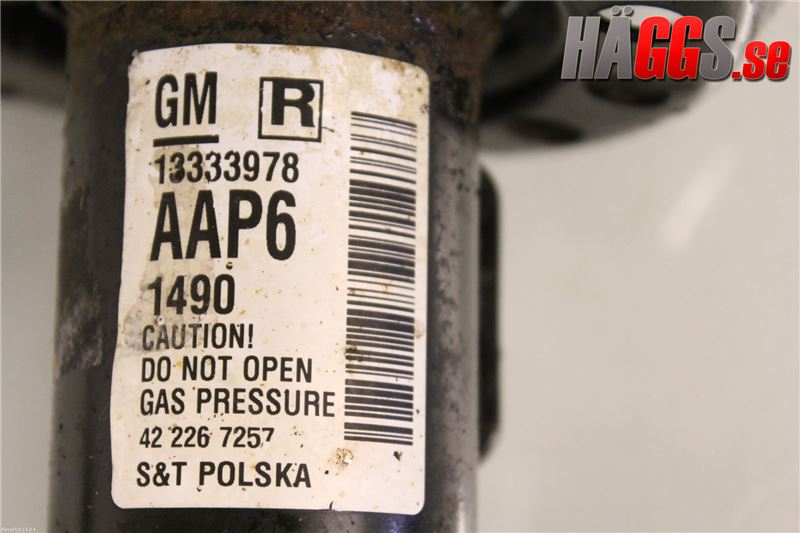 HÄGGS.se
GM R
13333978
AAP6
1490
CAUTION!
DO NOT OPEN
GAS PRESSURE
42 226 7257
S&T POLSKA